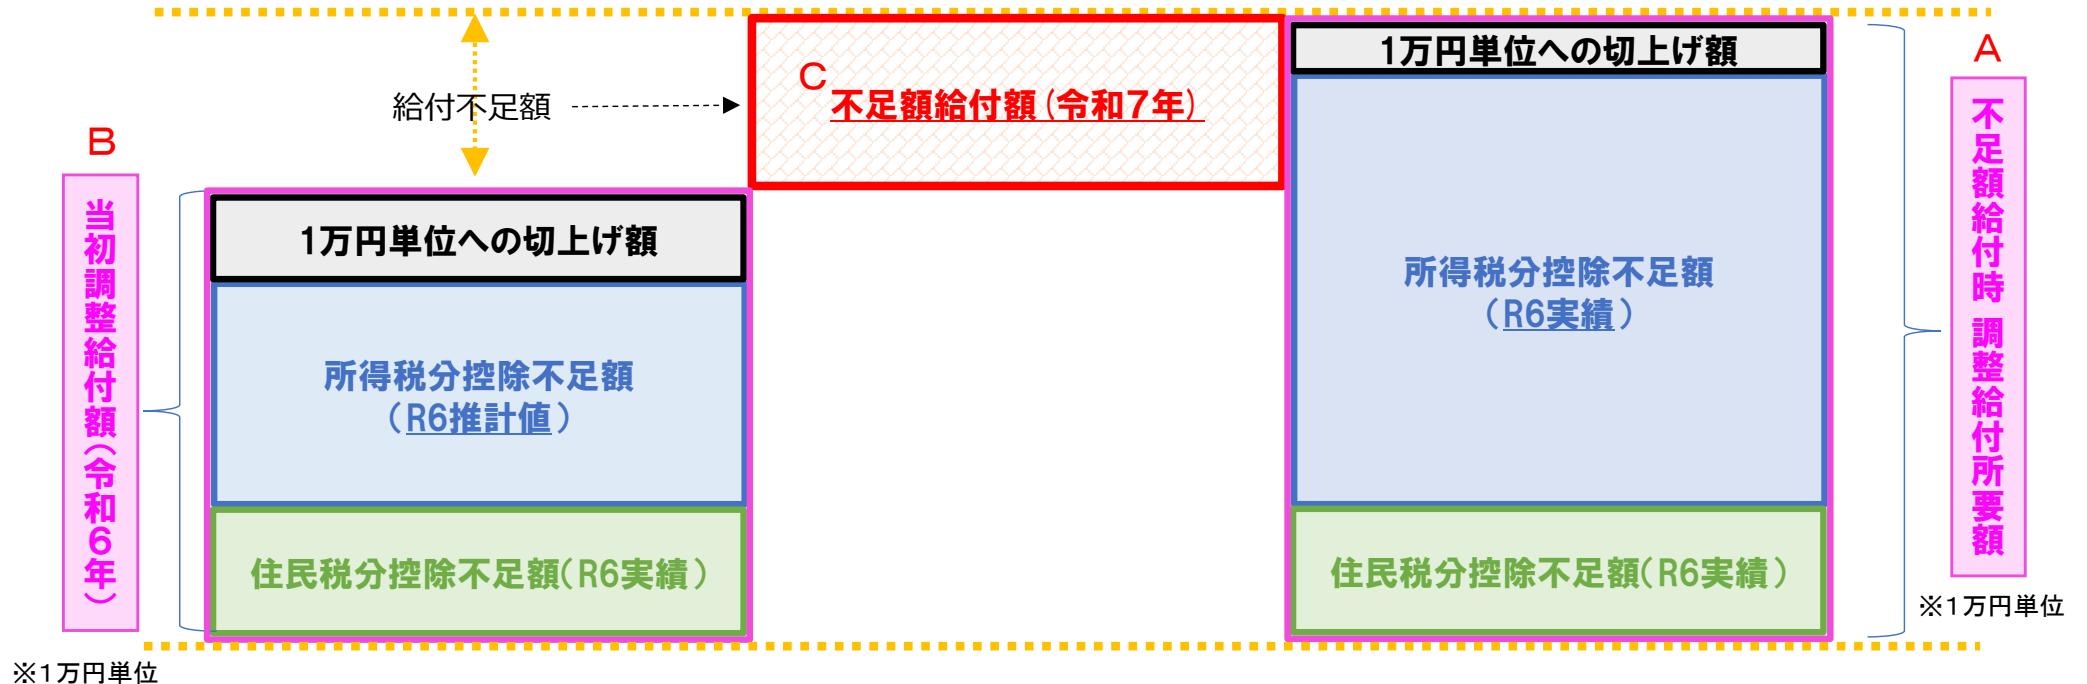 B
当初調整給付額(令和6年)
※1万円単位
給付不足額
1万円単位への切上げ額
所得税分控除不足額
(R6推計値)
住民税分控除不足額(R6実績)
C
不足額給付額(令和7年)
1万円単位への切上げ額
所得税分控除不足額
(R6実績)
住民税分控除不足額(R6実績)
A
不足額給付時 調整給付所要額
※1万円単位